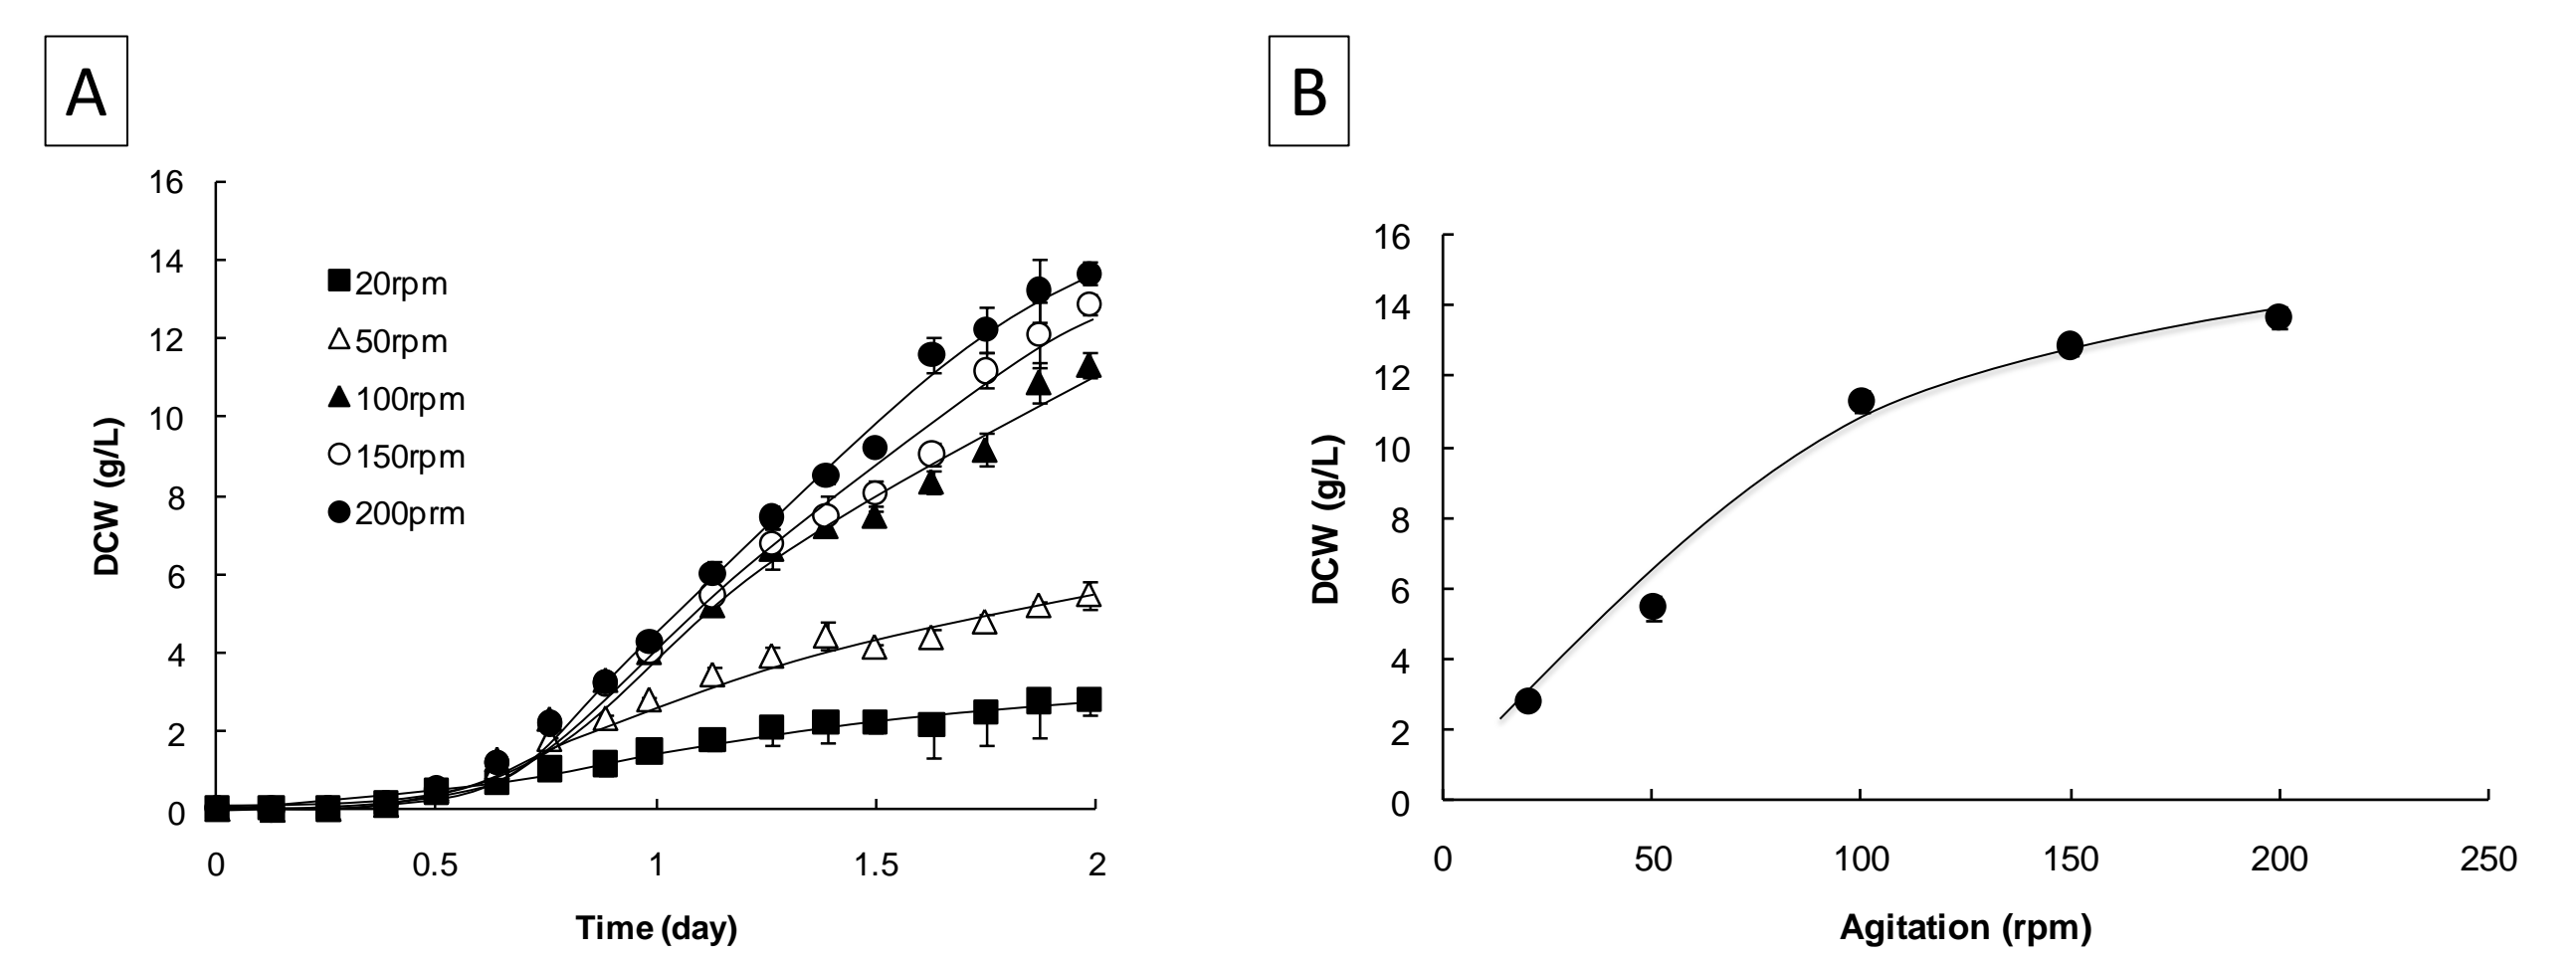 A
B
16
14
12
10
8
6
4
2
0
DCW (g/L)
20rpm
50rpm
100rpm
150rpm
200prm
0 0.5 1 1.5 2
Time (day)
16
14
12
10
8
6
4
2
0
DCW (g/L)
0 50 100 150 200 250
Agitation (rpm)